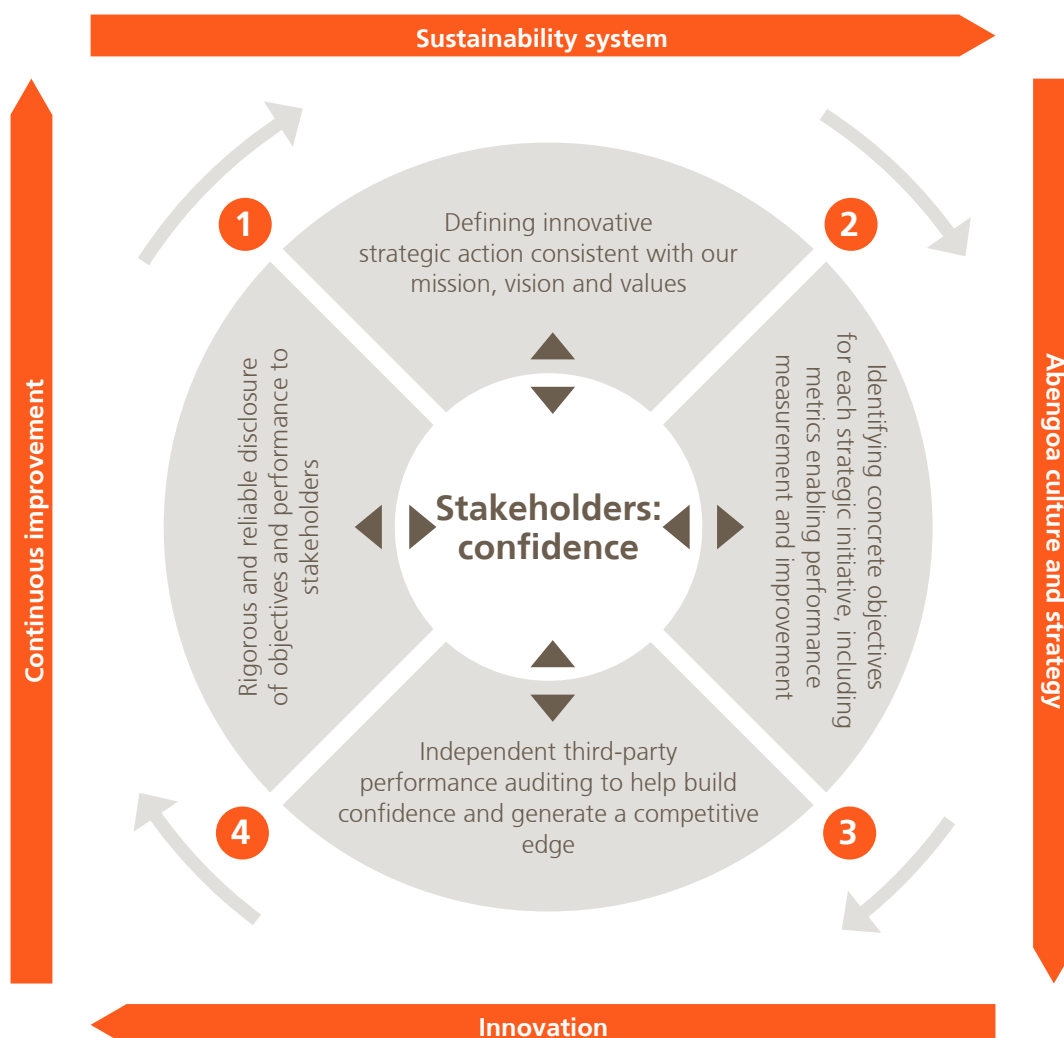 Sustainability system
1
Defining innovative
strategic action consistent with our
mission, vision and values
2
Identifying concrete objectives
for each strategic initiative, including
metrics enabling performance
measurement and improvement
Abengoa culture and strategy
Continuous improvement
Rigorous and reliable disclosure
of objectives and performance to
stakeholders
Stakeholders:
confidence
3
Independent third-party
performance auditing to help build
confidence and generate a competitive
edge
4
Innovation